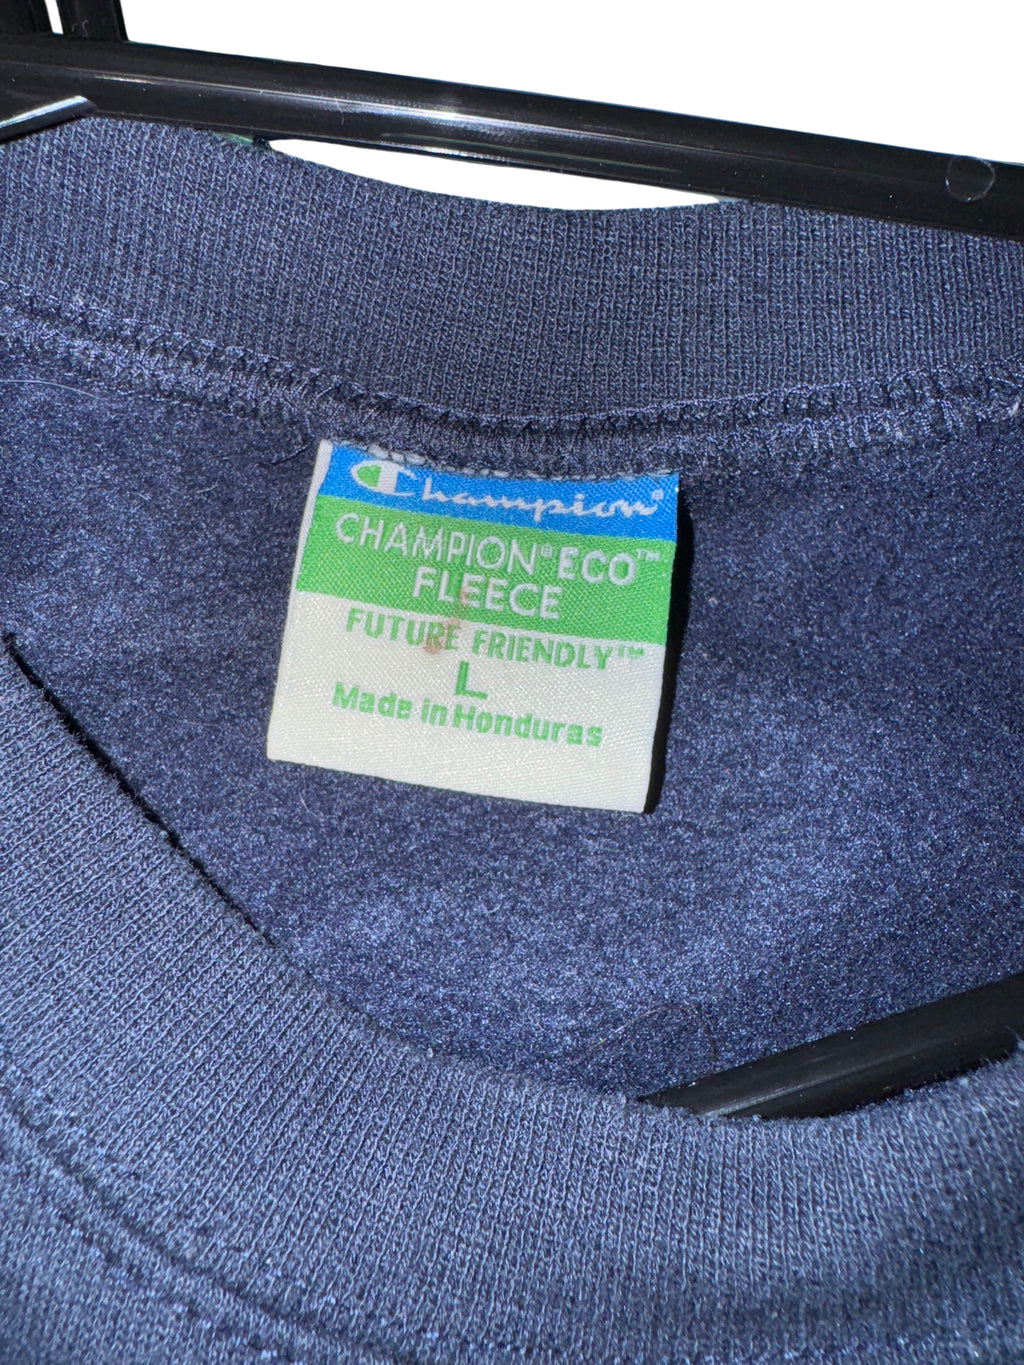 Champion®
CHAMPION® ECO™
FLEECE
FUTURE FRIENDLY™
L
Made in Honduras